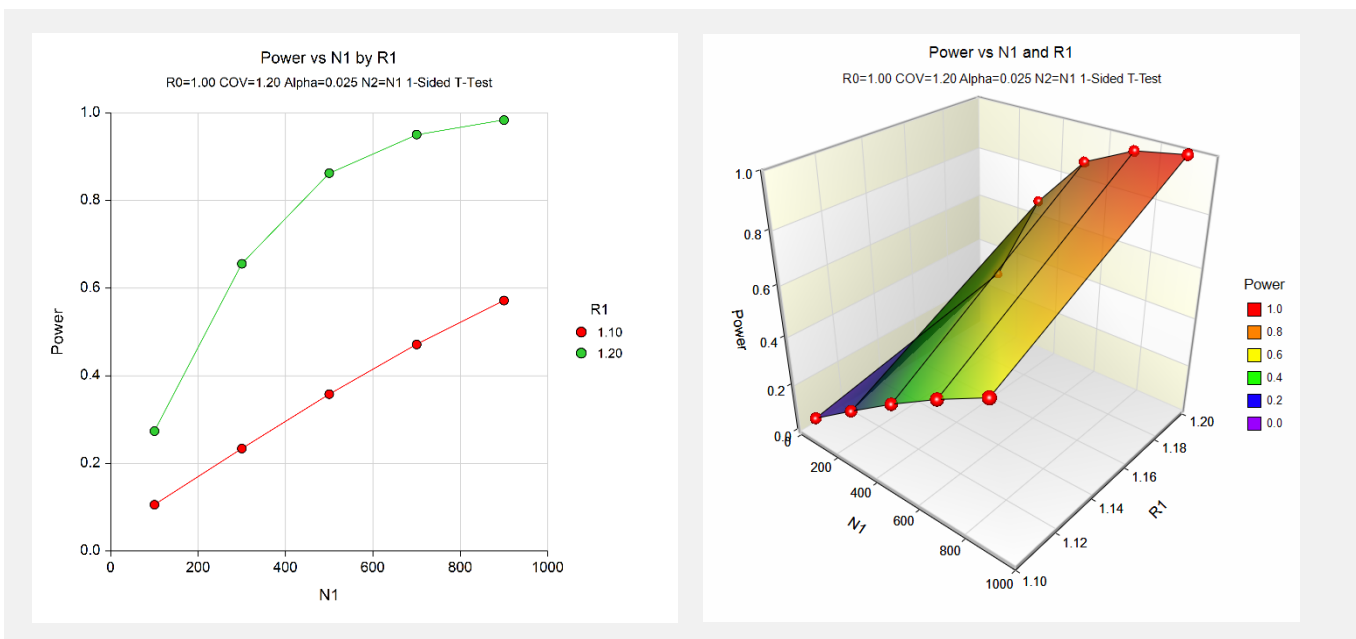 Power vs N1 by R1
R0=1.00 COV=1.20 Alpha=0.025 N2=N1 1-Sided T-Test
1.0
0.8
0.6
0.4
0.2
0.0
Power
0 200 400 600 800 1000
N1
R1
1.10
1.20
Power vs N1 and R1
R0=1.00 COV=1.20 Alpha=0.025 N2=N1 1-Sided T-Test
1.0
0.8
0.6
0.4
0.2
0.0
Power
0
200
400
600
800
1000
N1
1.10
1.12
1.14
1.16
1.18
1.20
R1
Power
1.0
0.8
0.6
0.4
0.2
0.0